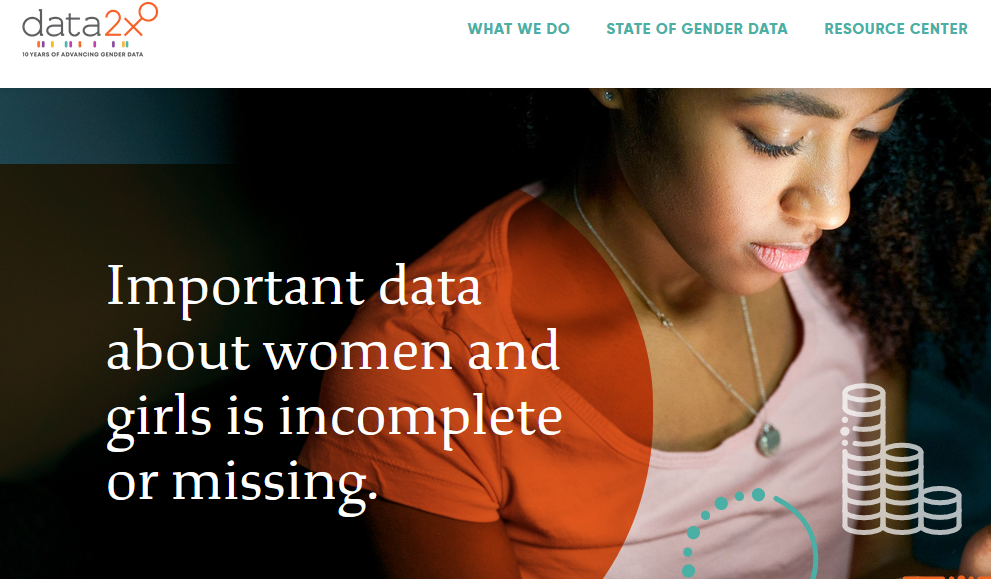 data2x
10 YEARS OF ADVANCING GENDER DATA
WHAT WE DO
STATE OF GENDER DATA
RESOURCE CENTER
Important data
about women and
girls is incomplete
or missing.